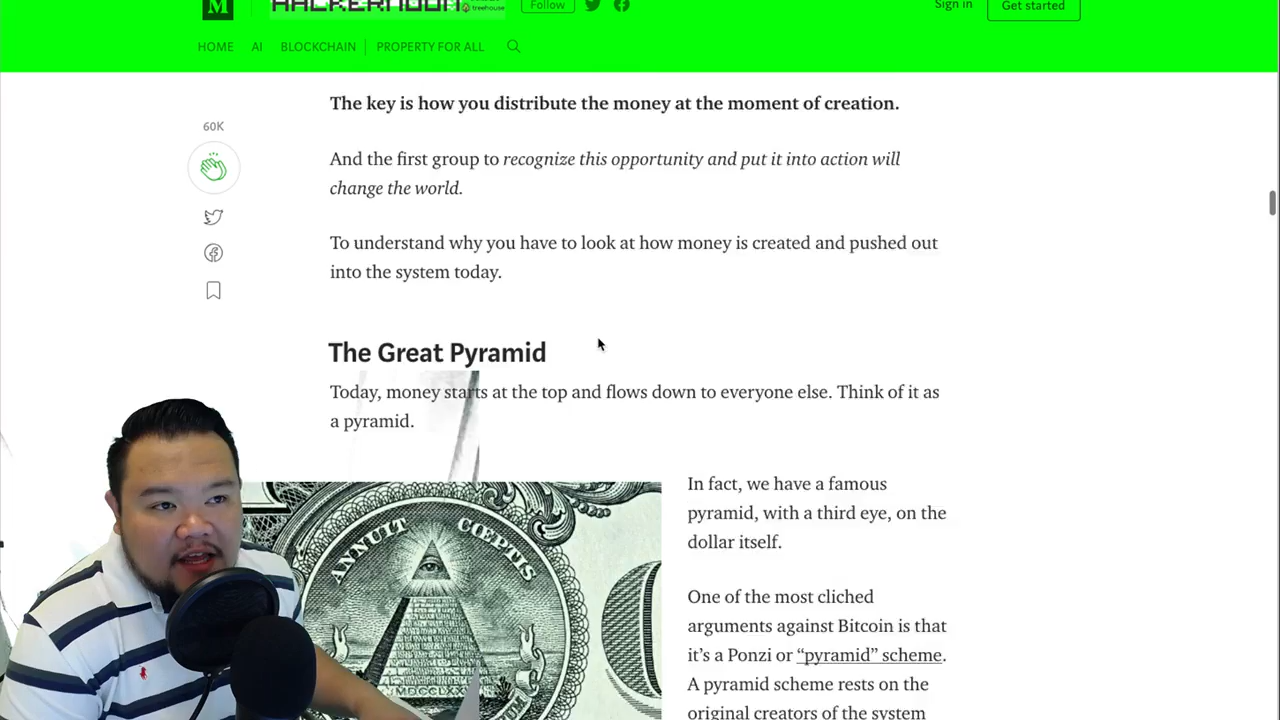 M
HACKERNOON
treehouse
Follow
Sign in
Get started
HOME AI BLOCKCHAIN PROPERTY FOR ALL
The key is how you distribute the money at the moment of creation.
60K
And the first group to recognize this opportunity and put it into action will
change the world.
To understand why you have to look at how money is created and pushed out
into the system today.
The Great Pyramid
Today, money starts at the top and flows down to everyone else. Think of it as
a pyramid.
ANNUIT CŒPTIS
In fact, we have a famous
pyramid, with a third eye, on the
dollar itself.
One of the most cliched
arguments against Bitcoin is that
it’s a Ponzi or “pyramid” scheme.
A pyramid scheme rests on the
original creators of the system